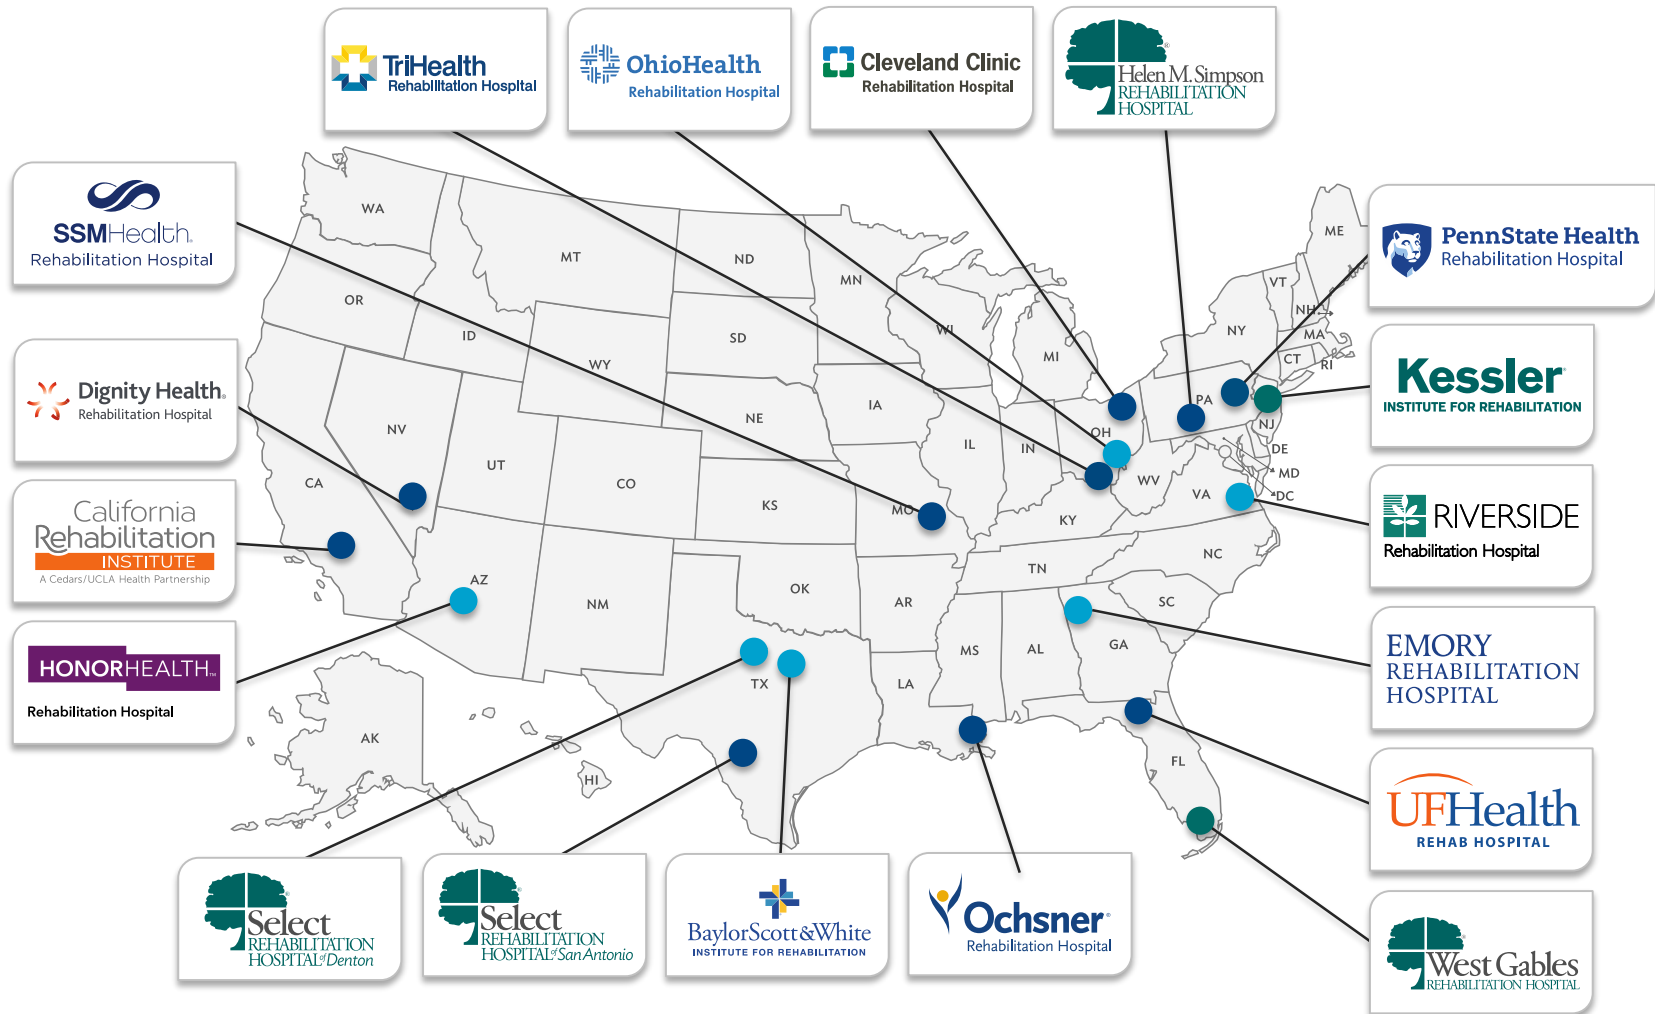 TriHealth
Rehabilitation Hospital
OhioHealth
Rehabilitation Hospital
Cleveland Clinic
Rehabilitation Hospital
Helen M. Simpson
REHABILITATION
HOSPITAL
SSMHealth
Rehabilitation Hospital
PennState Health
Rehabilitation Hospital
Dignity Health
Rehabilitation Hospital
Kessler
INSTITUTE FOR REHABILITATION
California
Rehabilitation
INSTITUTE
A Cedars/UCLA Health Partnership
RIVERSIDE
Rehabilitation Hospital
HONORHEALTH
Rehabilitation Hospital
EMORY
REHABILITATION
HOSPITAL
UFHealth
REHAB HOSPITAL
Select
REHABILITATION
HOSPITAL of Denton
Select
REHABILITATION
HOSPITAL of San Antonio
BaylorScott&White
INSTITUTE FOR REHABILITATION
Ochsner
Rehabilitation Hospital
West Gables
REHABILITATION HOSPITAL
WA
MT
ND
MN
ME
OR
ID
SD
WI
MI
NY
VT
NH
MA
CT
RI
WY
NE
IA
PA
NJ
NV
UT
CO
KS
IL
IN
OH
WV
VA
DE
MD
DC
CA
MO
KY
NC
AZ
NM
OK
AR
TN
SC
TX
LA
MS
AL
GA
AK
HI
FL